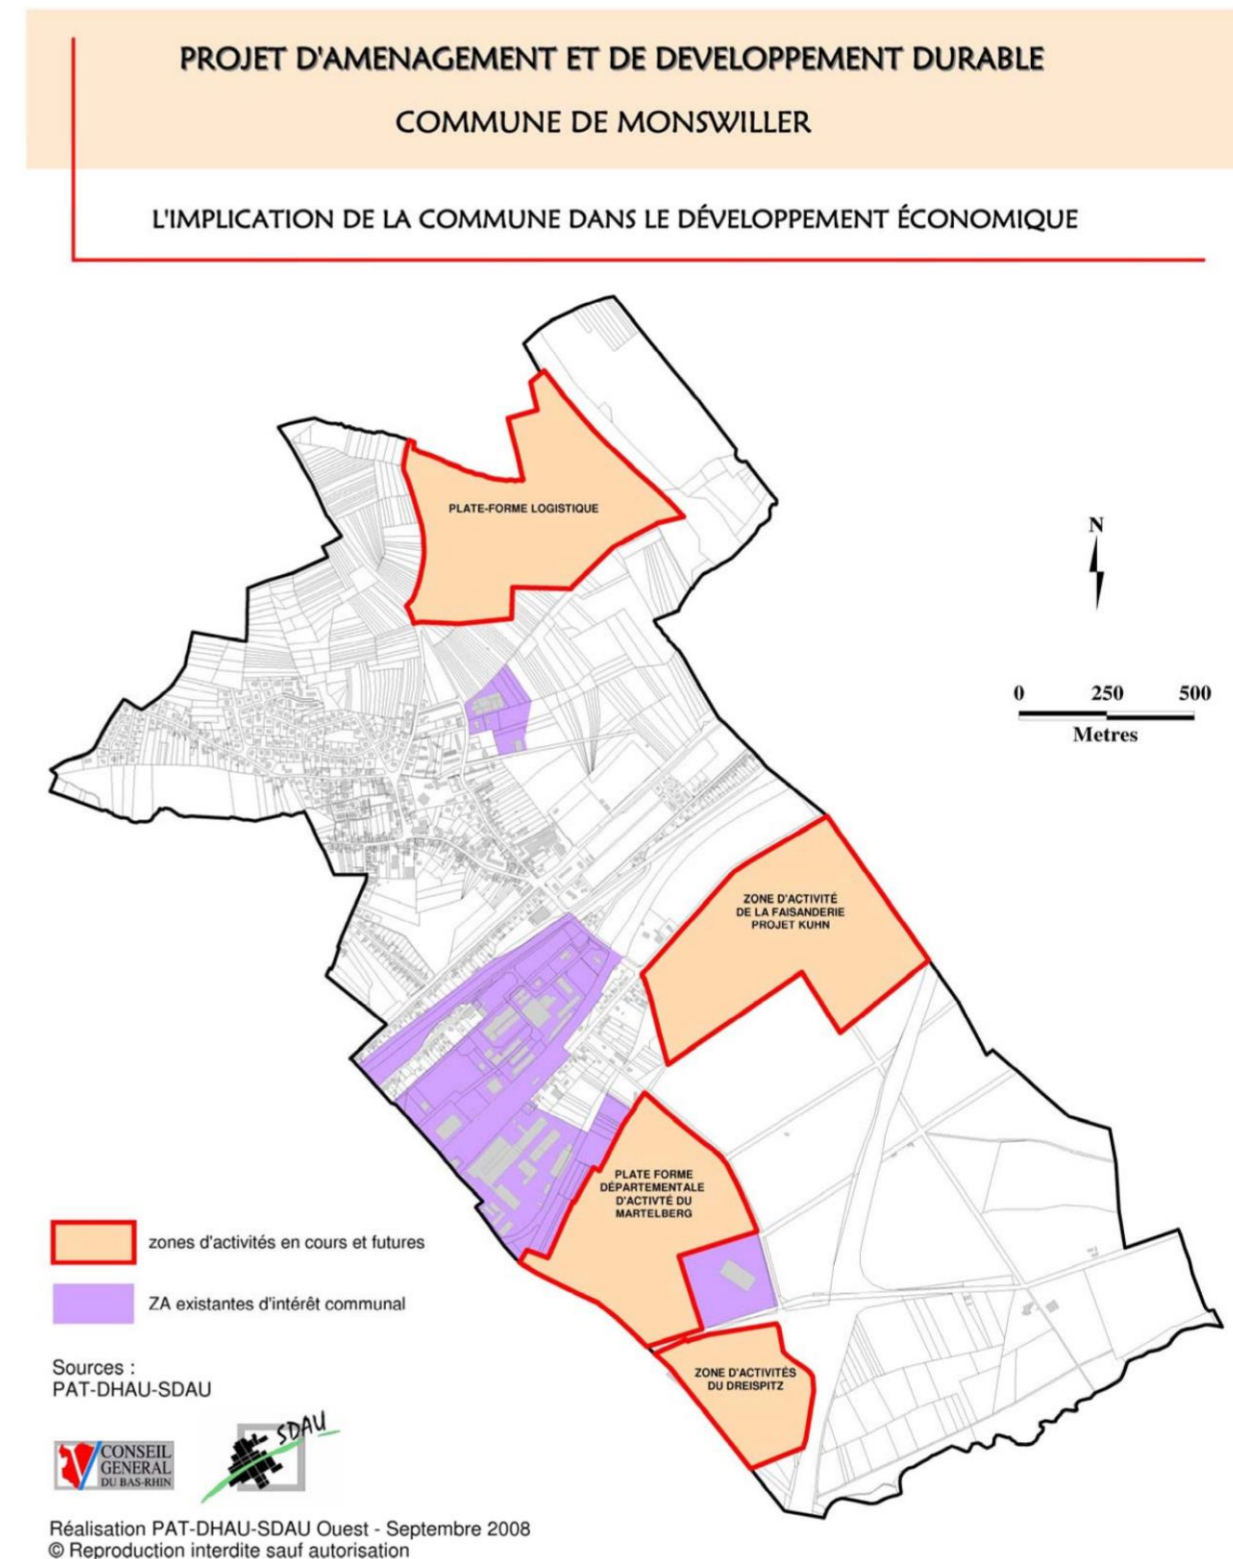 PROJET D'AMENAGEMENT ET DE DEVELOPPEMENT DURABLE
COMMUNE DE MONSWILLER
L'IMPLICATION DE LA COMMUNE DANS LE DÉVELOPPEMENT ÉCONOMIQUE
PLATE-FORME LOGISTIQUE
N
0 250 500
Metres
ZONE D'ACTIVITÉ
DE LA FAISANDERIE
PROJET KUHN
PLATE FORME
DÉPARTEMENTALE
D'ACTIVTÉ DU
MARTELBERG
ZONE D'ACTIVITÉS
DU DREISPITZ
zones d'activités en cours et futures
ZA existantes d'intérêt communal
Sources :
PAT-DHAU-SDAU
CONSEIL
GENERAL
DU BAS-RHIN
SDAU
Réalisation PAT-DHAU-SDAU Ouest - Septembre 2008
© Reproduction interdite sauf autorisation